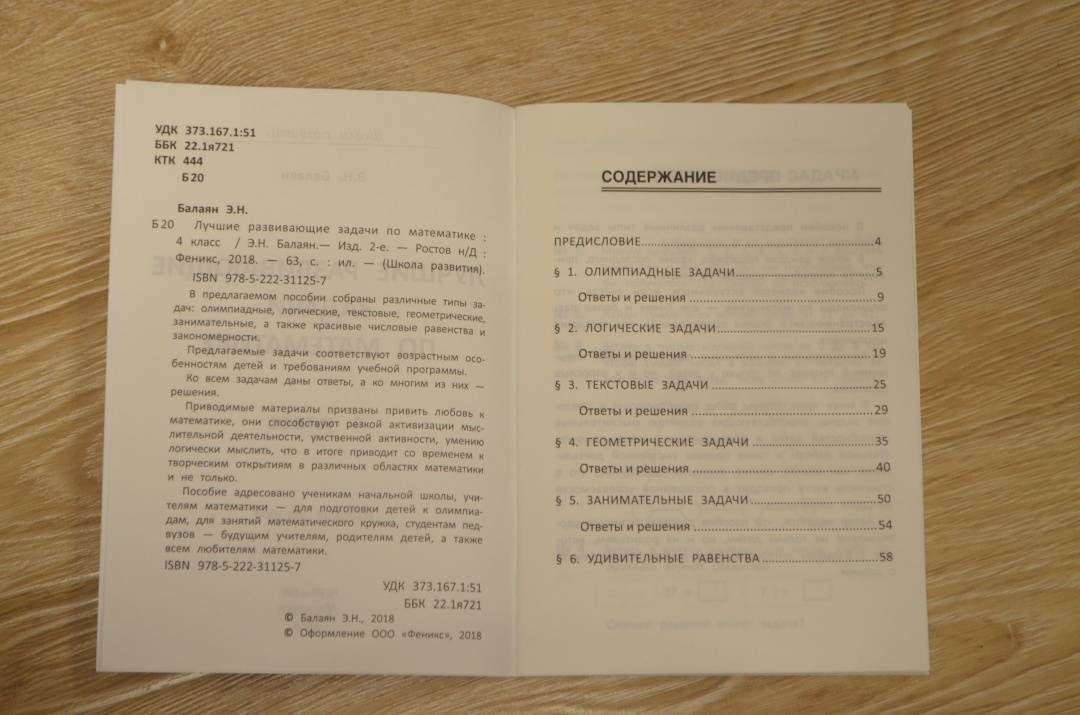 УДК 373.167.1:51
ББК 22.1я721
КТК 444
Б 20
Балаян Э.Н.
Б 20 Лучшие развивающие задачи по математике :
4 класс / Э.Н. Балаян.— Изд. 2-е. — Ростов н/Д :
Феникс, 2018. — 63, с. : ил. — (Школа развития).
ISBN 978-5-222-31125-7
В предлагаемом пособии собраны различные типы за-
дач: олимпиадные, логические, текстовые, геометрические,
занимательные, а также красивые числовые равенства и
закономерности.
Предлагаемые задачи соответствуют возрастным осо-
бенностям детей и требованиям учебной программы.
Ко всем задачам даны ответы, а ко многим из них —
решения.
Приводимые материалы призваны привить любовь к
математике, они способствуют резкой активизации мыс-
лительной деятельности, умственной активности, умению
логически мыслить, что в итоге приводит со временем к
творческим открытиям в различных областях математики
и не только.
Пособие адресовано ученикам начальной школы, учи-
телям математики — для подготовки детей к олимпиа-
дам, для занятий математического кружка, студентам пед-
вузов — будущим учителям, родителям детей, а также
всем любителям математики.
ISBN 978-5-222-31125-7
УДК 373.167.1:51
ББК 22.1я721
© Балаян Э.Н., 2018
© Оформление ООО «Феникс», 2018
СОДЕРЖАНИЕ
ПРЕДИСЛОВИЕ 4
§ 1. ОЛИМПИАДНЫЕ ЗАДАЧИ 5
Ответы и решения 9
§ 2. ЛОГИЧЕСКИЕ ЗАДАЧИ 15
Ответы и решения 19
§ 3. ТЕКСТОВЫЕ ЗАДАЧИ 25
Ответы и решения 29
§ 4. ГЕОМЕТРИЧЕСКИЕ ЗАДАЧИ 35
Ответы и решения 40
§ 5. ЗАНИМАТЕЛЬНЫЕ ЗАДАЧИ 50
Ответы и решения 54
§ 6. УДИВИТЕЛЬНЫЕ РАВЕНСТВА 58